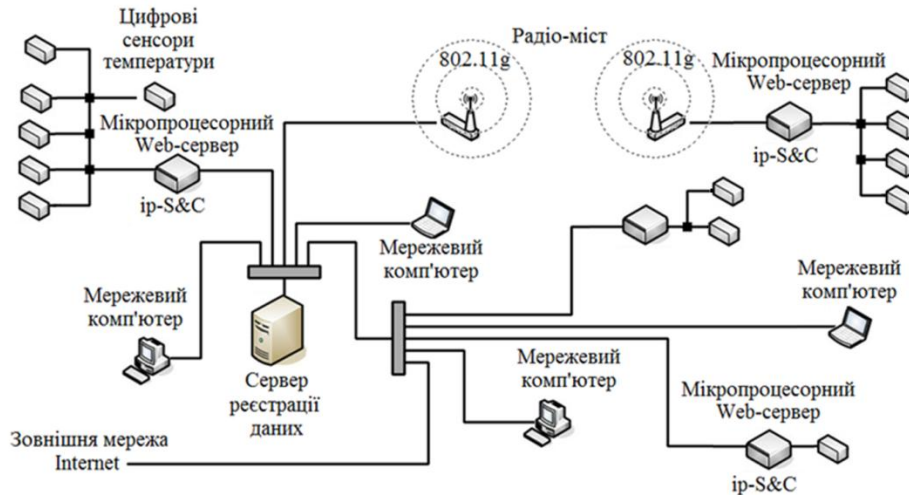 Цифрові
сенсори
температури
Мікропроцесорний
Web-сервер
ip-S&C
Радіо-міст
802.11g
802.11g
Мікропроцесорний
Web-сервер
ip-S&C
Мережевий
комп'ютер
Мережевий
комп'ютер
Мережевий
комп'ютер
Сервер
реєстрації
даних
Мережевий
комп'ютер
Мікропроцесорний
Web-сервер
ip-S&C
Зовнішня мережа
Internet